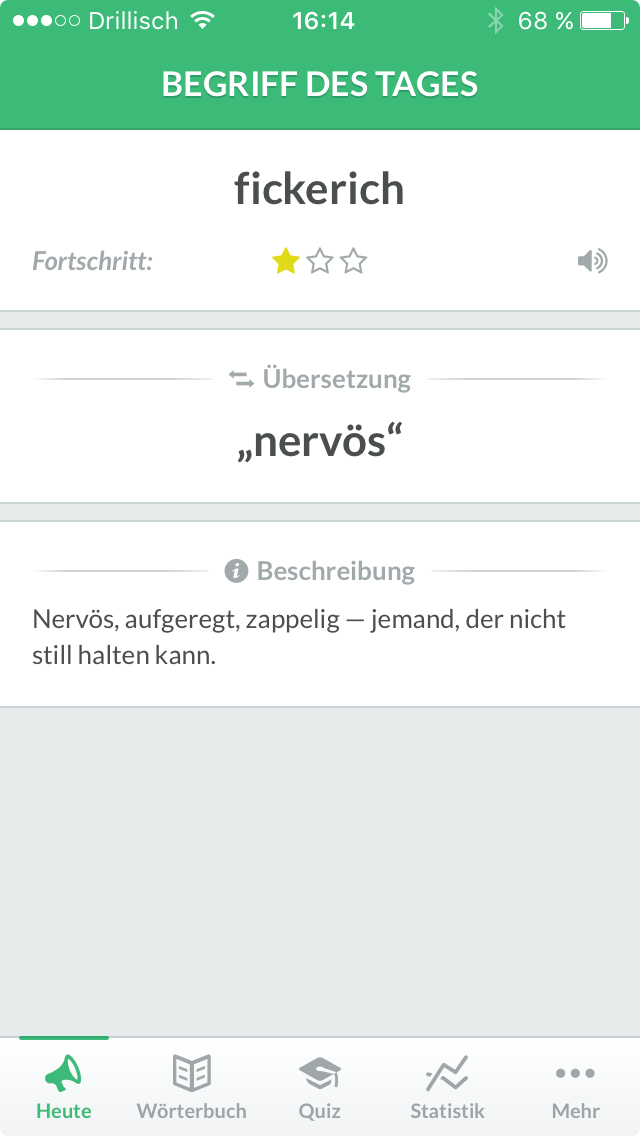 Drillisch 16:14 68 %
BEGRIFF DES TAGES
fickerich
Fortschritt:
Übersetzung
„nervös“
Beschreibung
Nervös, aufgeregt, zappelig — jemand, der nicht
still halten kann.
Heute Wörterbuch Quiz Statistik Mehr